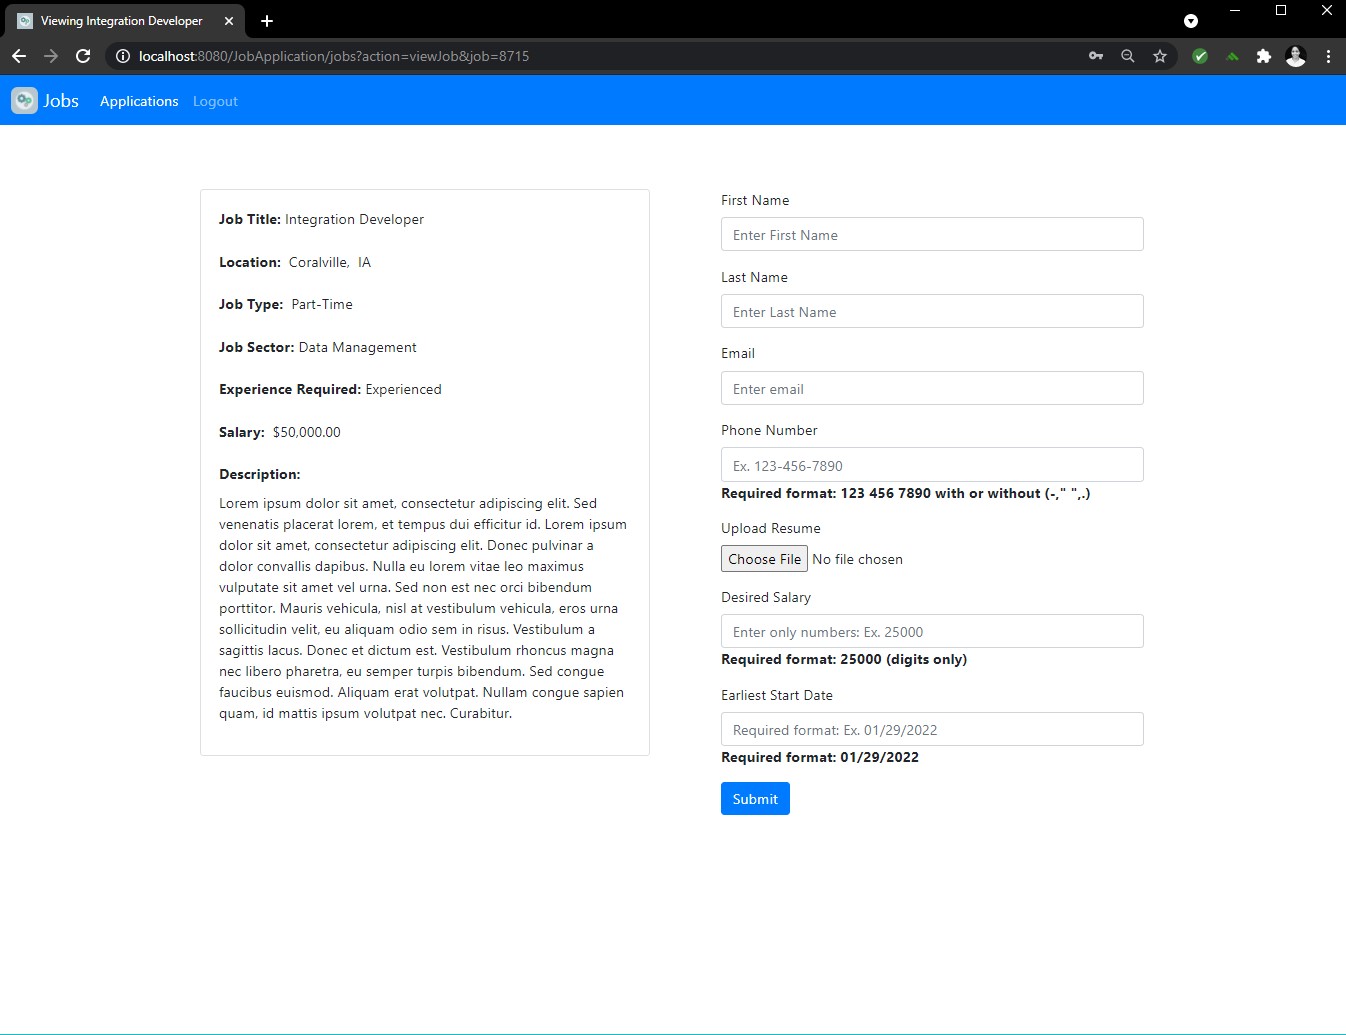 Viewing Integration Developer
localhost:8080/JobApplication/jobs?action=viewJob&job=8715
Jobs Applications Logout
Job Title: Integration Developer
Location: Coralville, IA
Job Type: Part-Time
Job Sector: Data Management
Experience Required: Experienced
Salary: $50,000.00
Description:
Lorem ipsum dolor sit amet, consectetur adipiscing elit. Sed
venenatis placerat lorem, et tempus dui efficitur id. Lorem ipsum
dolor sit amet, consectetur adipiscing elit. Donec pulvinar a
dolor convallis dapibus. Nulla eu lorem vitae leo maximus
vulputate sit amet vel urna. Sed non est nec orci bibendum
porttitor. Mauris vehicula, nisl at vestibulum vehicula, eros urna
sollicitudin velit, eu aliquam odio sem in risus. Vestibulum a
sagittis lacus. Donec et dictum est. Vestibulum rhoncus magna
nec libero pharetra, eu semper turpis bibendum. Sed congue
faucibus euismod. Aliquam erat volutpat. Nullam congue sapien
quam, id mattis ipsum volutpat nec. Curabitur.
First Name
Enter First Name
Last Name
Enter Last Name
Email
Enter email
Phone Number
Ex. 123-456-7890
Required format: 123 456 7890 with or without (-," ",.)
Upload Resume
Choose File No file chosen
Desired Salary
Enter only numbers: Ex. 25000
Required format: 25000 (digits only)
Earliest Start Date
Required format: Ex. 01/29/2022
Required format: 01/29/2022
Submit